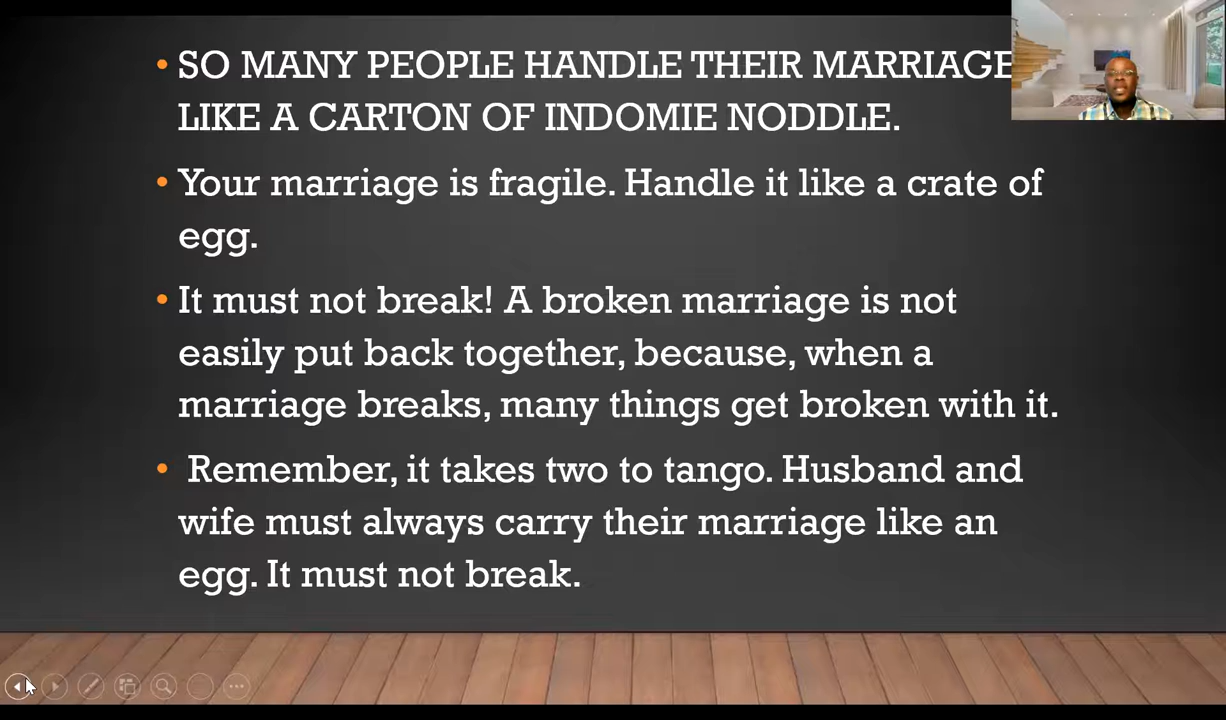 SO MANY PEOPLE HANDLE THEIR MARRIAGE
LIKE A CARTON OF INDOMIE NODDLE.
Your marriage is fragile. Handle it like a crate of
egg.
It must not break! A broken marriage is not
easily put back together, because, when a
marriage breaks, many things get broken with it.
Remember, it takes two to tango. Husband and
wife must always carry their marriage like an
egg. It must not break.